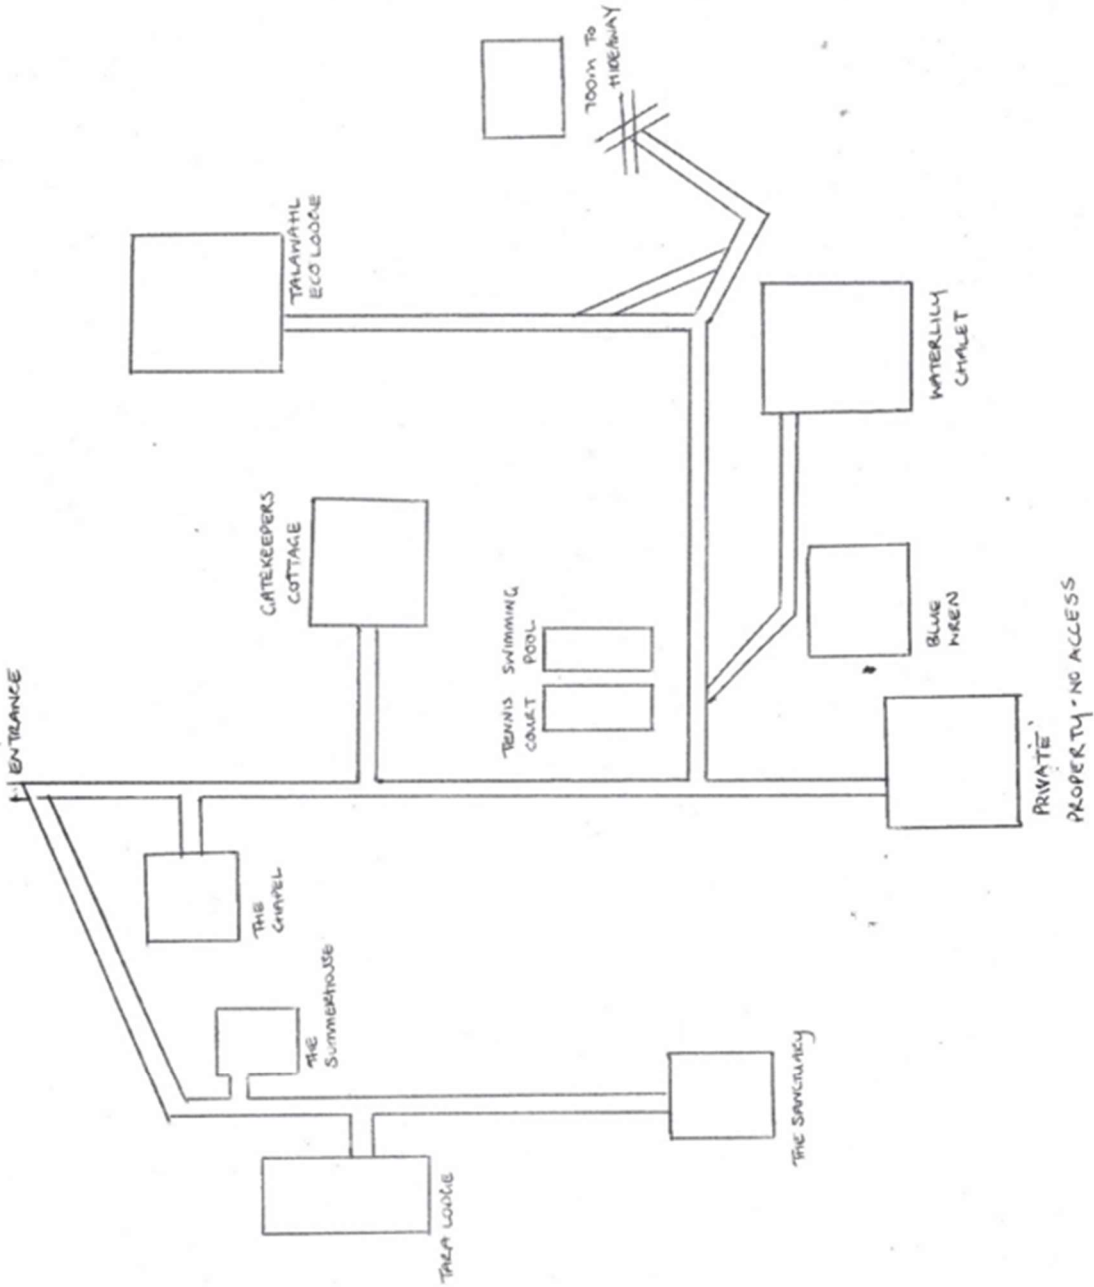 ENTRANCE
TALAWAHL
ECO LODGE
700m TO
HIDEAWAY
GATEKEEPERS
COTTAGE
THE
CHAPEL
THE
SUMMERHOUSE
TENNIS
COURT
SWIMMING
POOL
WATERLILY
CHALET
BLUE
WREN
TARA LODGE
THE SANCTUARY
PRIVATE
PROPERTY - NO ACCESS